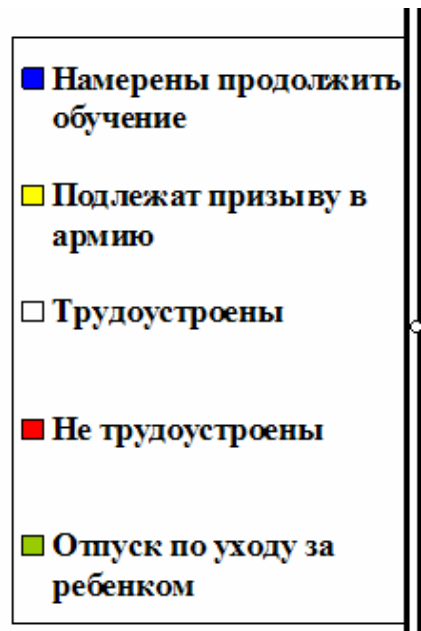 Намерены продолжить
обучение
Подлежат призыву в
армию
Трудоустроены
Не трудоустроены
Отпуск по уходу за
ребенком